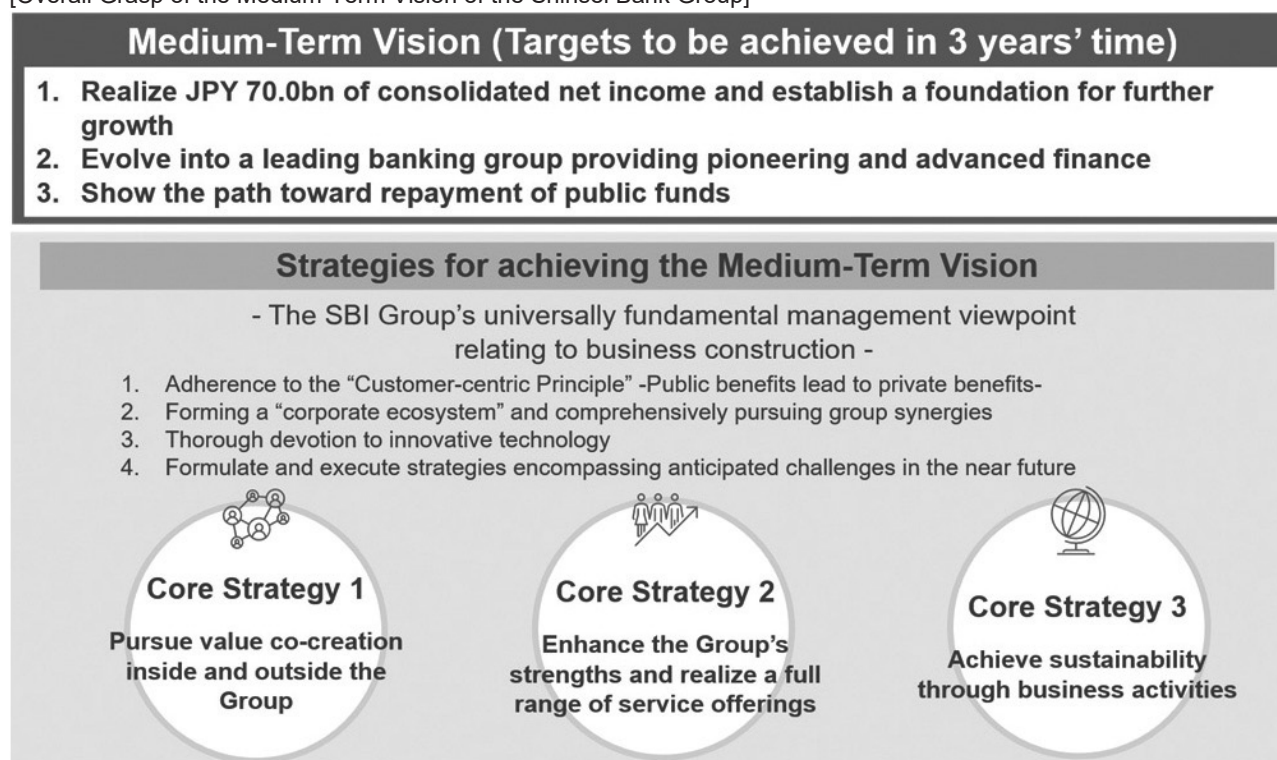 [Overall Grasp of the Medium-Term Vision of the Shinsei Bank Group]
Medium-Term Vision (Targets to be achieved in 3 years’ time)
1. Realize JPY 70.0bn of consolidated net income and establish a foundation for further
growth
2. Evolve into a leading banking group providing pioneering and advanced finance
3. Show the path toward repayment of public funds
Strategies for achieving the Medium-Term Vision
- The SBI Group’s universally fundamental management viewpoint
relating to business construction -
1. Adherence to the “Customer-centric Principle” -Public benefits lead to private benefits-
2. Forming a “corporate ecosystem” and comprehensively pursuing group synergies
3. Thorough devotion to innovative technology
4. Formulate and execute strategies encompassing anticipated challenges in the near future
Core Strategy 1
Pursue value co-creation
inside and outside the
Group
Core Strategy 2
Enhance the Group’s
strengths and realize a full
range of service offerings
Core Strategy 3
Achieve sustainability
through business activities